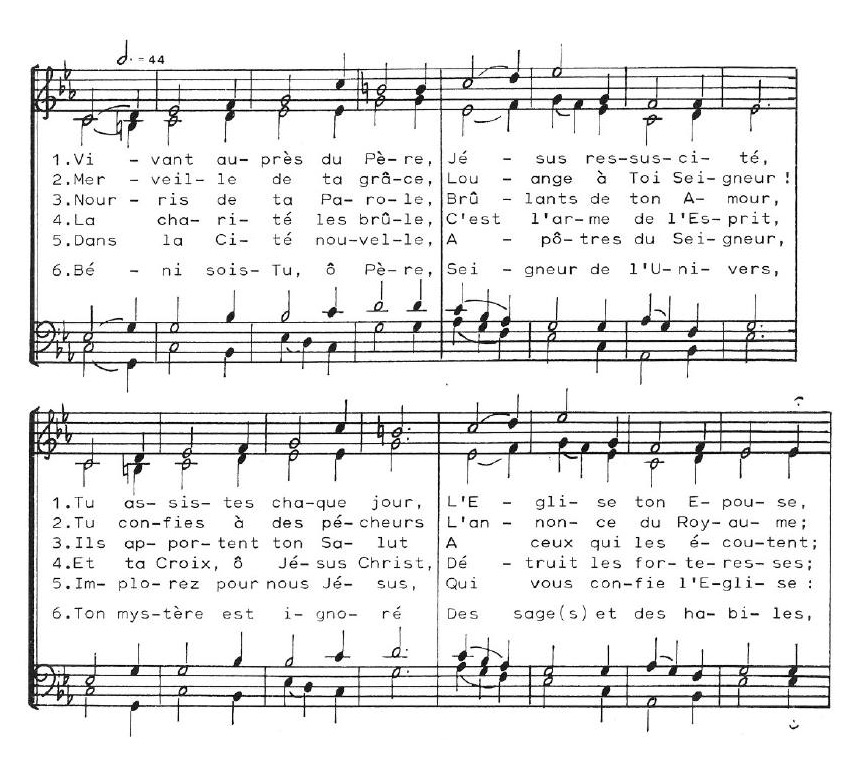 = 44
1.Vi - vant au-près du Pè-re, Jé - sus res-sus-ci- té,
2.Mer - veil- le de ta grâ-ce, Lou - ange à Toi Sei-gneur !
3.Nour - ris de ta Pa- ro-le, Brû - lants de ton A- mour,
4.La cha- ri- té les brû-le, C'est l'ar-me de l'Es-prit,
5.Dans la Ci- té nou-vel-le, A - pô-tres du Sei-gneur,
6.Bé - ni sois-Tu, ô Pè-re, Sei - gneur de l'U-ni- vers,
1.Tu as- sis- tes cha-que jour, L'E - gli- se ton E- pou-se,
2.Tu con-fies à des pé-cheurs L'an - non- ce du Roy- au- me;
3.Ils ap- por-tent ton Sa- lut A ceux qui les é- cou-tent;
4.Et ta Croix, ô Jé-sus Christ, Dé - truit les for- te-res- ses;
5.Im- plo-rez pour nous Jé- sus, Qui vous con-fie l'E-gli-se :
6.Ton mys-tère est i- gno- ré Des sage(s) et des ha- bi- les,